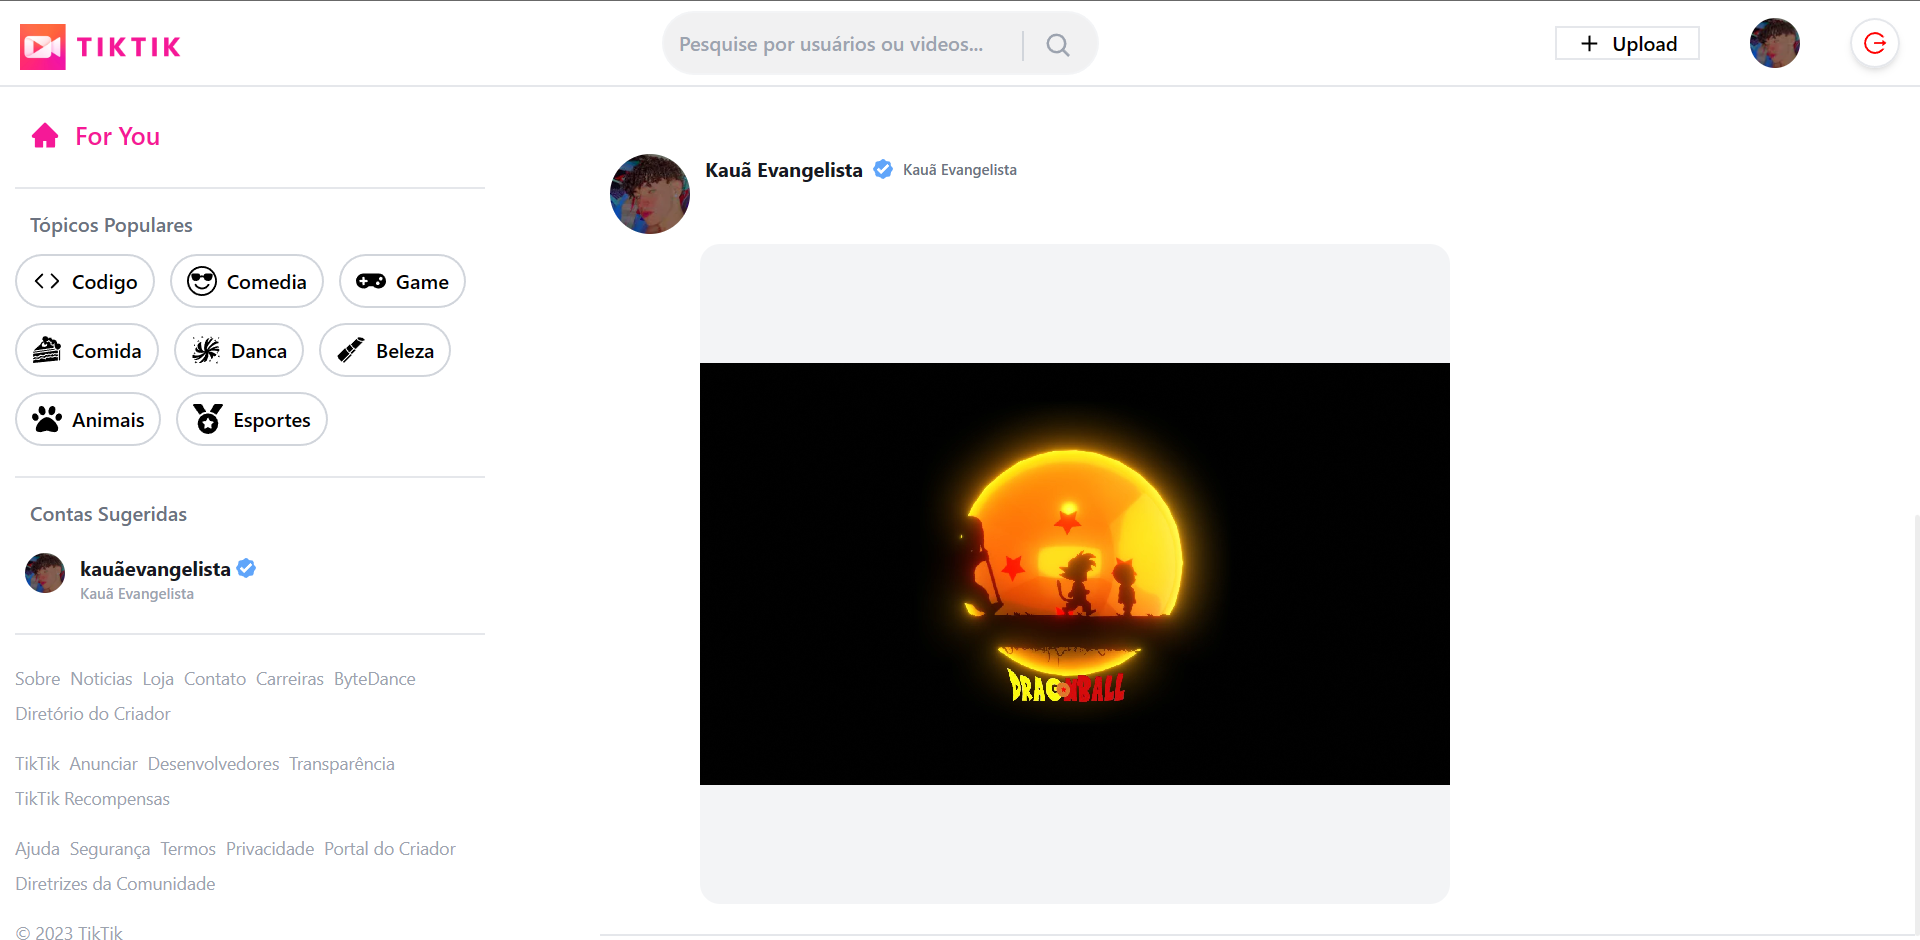 TIKTIK
Pesquise por usuários ou videos...
Upload
For You
Tópicos Populares
Codigo
Comedia
Game
Comida
Danca
Beleza
Animais
Esportes
Contas Sugeridas
kauãevangelista
Kauã Evangelista
Sobre Noticias Loja Contato Carreiras ByteDance
Diretório do Criador
TikTik Anunciar Desenvolvedores Transparência
TikTik Recompensas
Ajuda Segurança Termos Privacidade Portal do Criador
Diretrizes da Comunidade
© 2023 TikTik
Kauã Evangelista Kauã Evangelista
DRAGONBALL